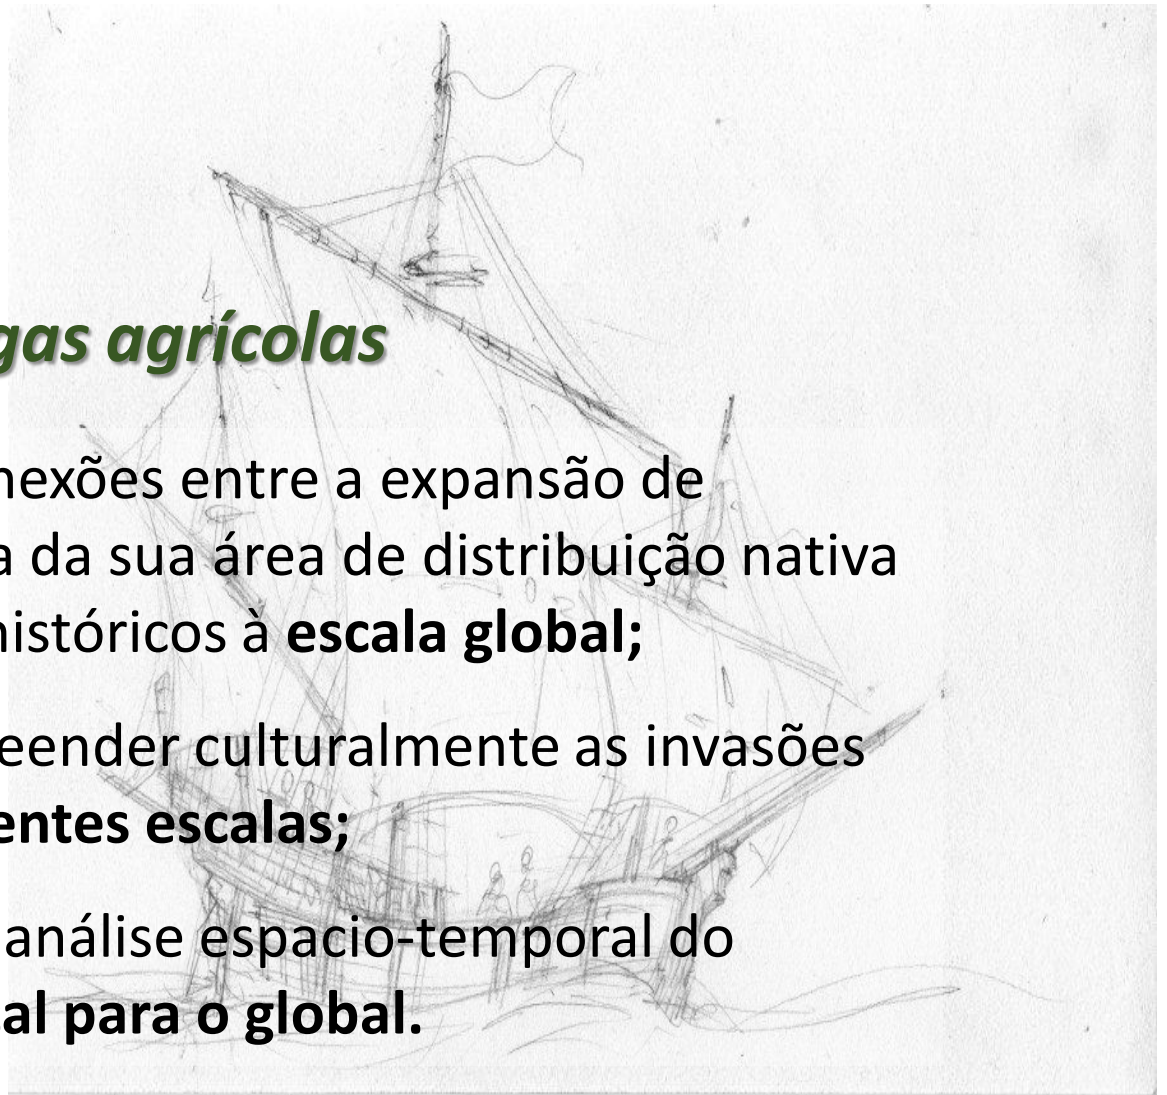 gas agrícolas
nexões entre a expansão de
a da sua área de distribuição nativa
históricos à escala global;
eender culturalmente as invasões
entes escalas;
análise espacio-temporal do
al para o global.